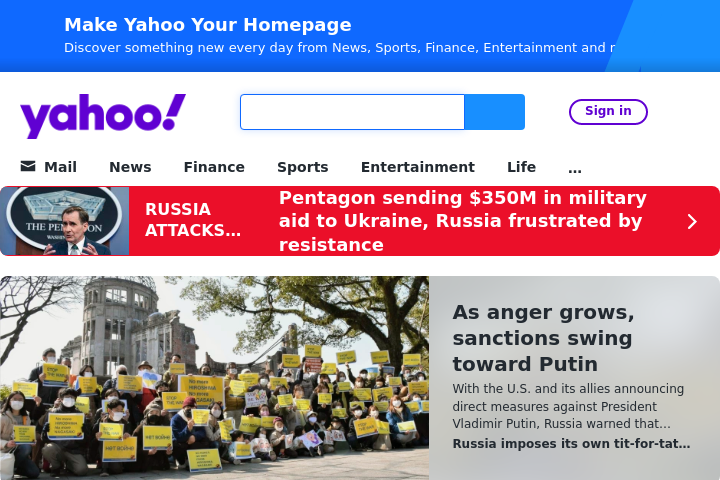 Make Yahoo Your Homepage
Discover something new every day from News, Sports, Finance, Entertainment and
yahoo!
Sign in
Mail
News
Finance
Sports
Entertainment
Life
...
THE PENTAGON
RUSSIA
ATTACKS...
Pentagon sending $350M in military
aid to Ukraine, Russia frustrated by
resistance
As anger grows,
sanctions swing
toward Putin
With the U.S. and its allies announcing
direct measures against President
Vladimir Putin, Russia warned that...
Russia imposes its own tit-for-tat...